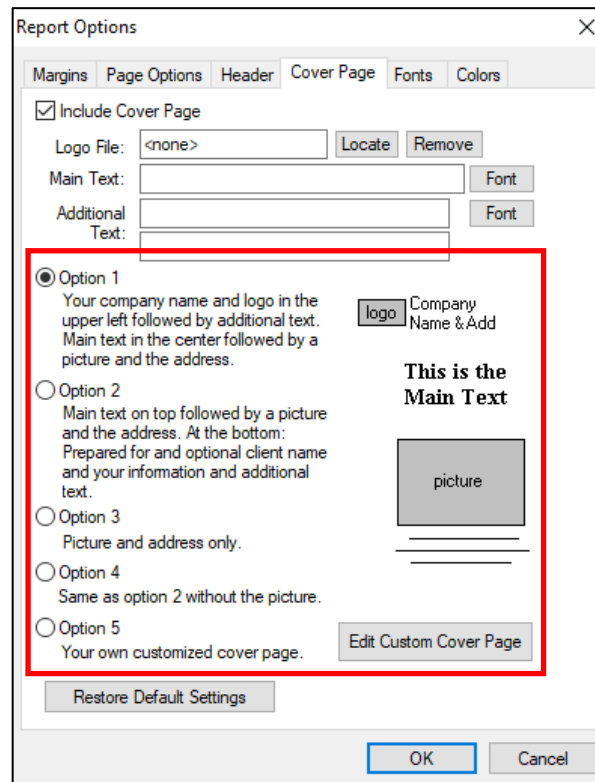 Report Options
Margins Page Options Header Cover Page Fonts Colors
Include Cover Page
Logo File: <none> Locate Remove
Main Text: Font
Additional Font
Text:
Option 1
Your company name and logo in the
upper left followed by additional text.
Main text in the center followed by a
picture and the address.
logo Company
Name & Add
This is the
Main Text
picture
Option 2
Main text on top followed by a picture
and the address. At the bottom:
Prepared for and optional client name
and your information and additional
text.
Option 3
Picture and address only.
Option 4
Same as option 2 without the picture.
Option 5
Your own customized cover page.
Edit Custom Cover Page
Restore Default Settings
OK Cancel